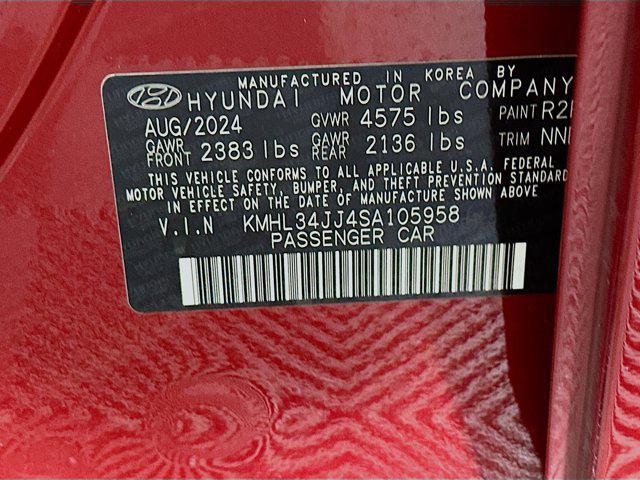 MANUFACTURED IN KOREA BY
HYUNDAI MOTOR COMPANY
AUG/2024 GVWR 4575 lbs PAINT
GAWR FRONT 2383 lbs GAWR REAR 2136 lbs TRIM
THIS VEHICLE CONFORMS TO ALL APPLICABLE U.S.A. FEDERAL
MOTOR VEHICLE SAFETY, BUMPER, AND THEFT PREVENTION STANDARD
IN EFFECT ON THE DATE OF MANUFACTURE SHOWN ABOVE
V.I.N KMHL34JJ4SA105958
PASSENGER CAR